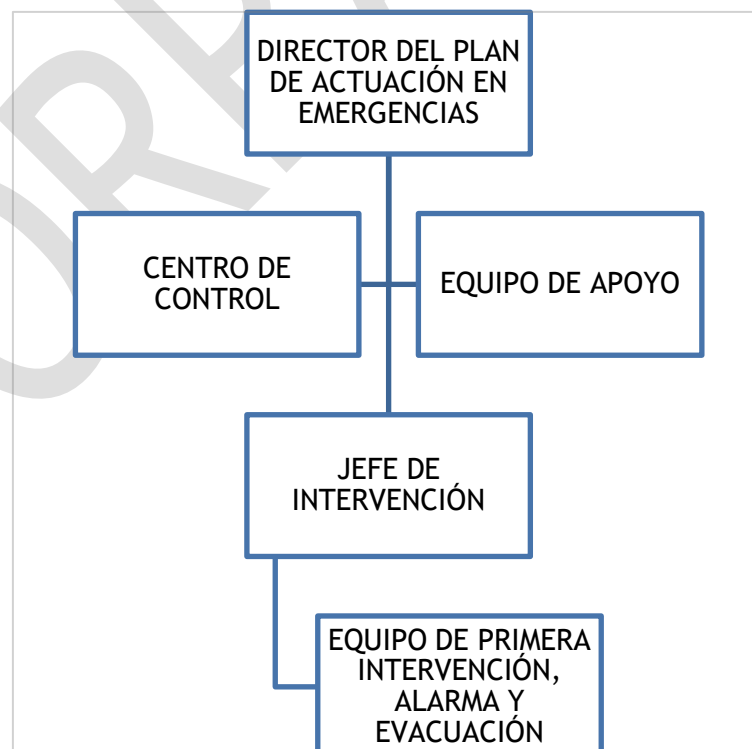 DIRECTOR DEL PLAN
DE ACTUACIÓN EN
EMERGENCIAS
CENTRO DE
CONTROL
EQUIPO DE APOYO
JEFE DE
INTERVENCIÓN
EQUIPO DE PRIMERA
INTERVENCIÓN,
ALARMA Y
EVACUACIÓN